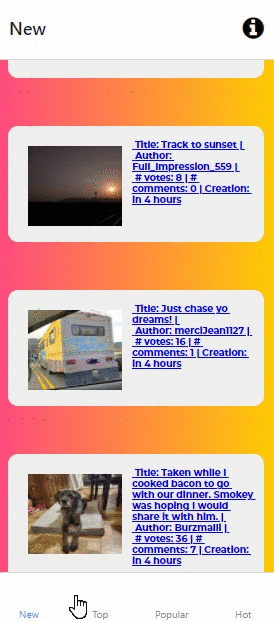 New
Title: Track to sunset |
Author:
Full_Impression_559 |
# votes: 8 | #
comments: 0 | Creation:
in 4 hours
Title: Just chase yo
dreams! |
Author: merciJean1127 |
# votes: 16 | #
comments: 1 | Creation:
in 4 hours
Title: Taken while I
cooked bacon to go
with our dinner. Smokey
was hoping I would
share it with him. |
Author: Burzmalil |
# votes: 36 | #
comments: 7 | Creation:
in 4 hours
New
Top
Popular
Hot